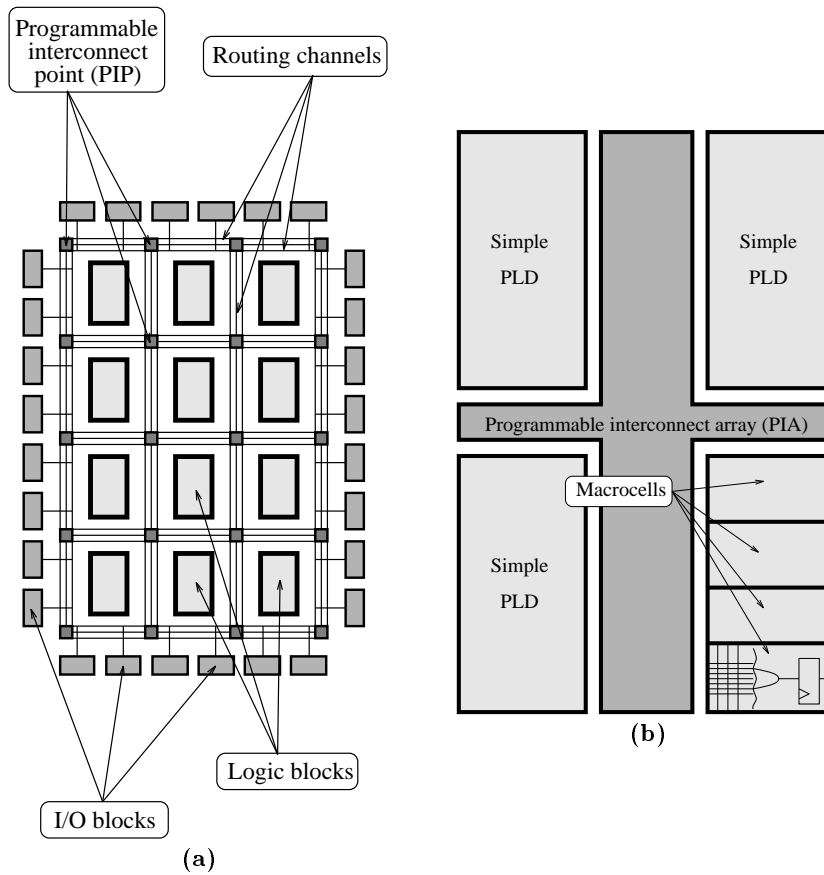 Programmable
interconnect
point (PIP)
Routing channels
Logic blocks
I/O blocks
(a)
Simple
PLD
Simple
PLD
Programmable interconnect array (PIA)
Macrocells
Simple
PLD
(b)